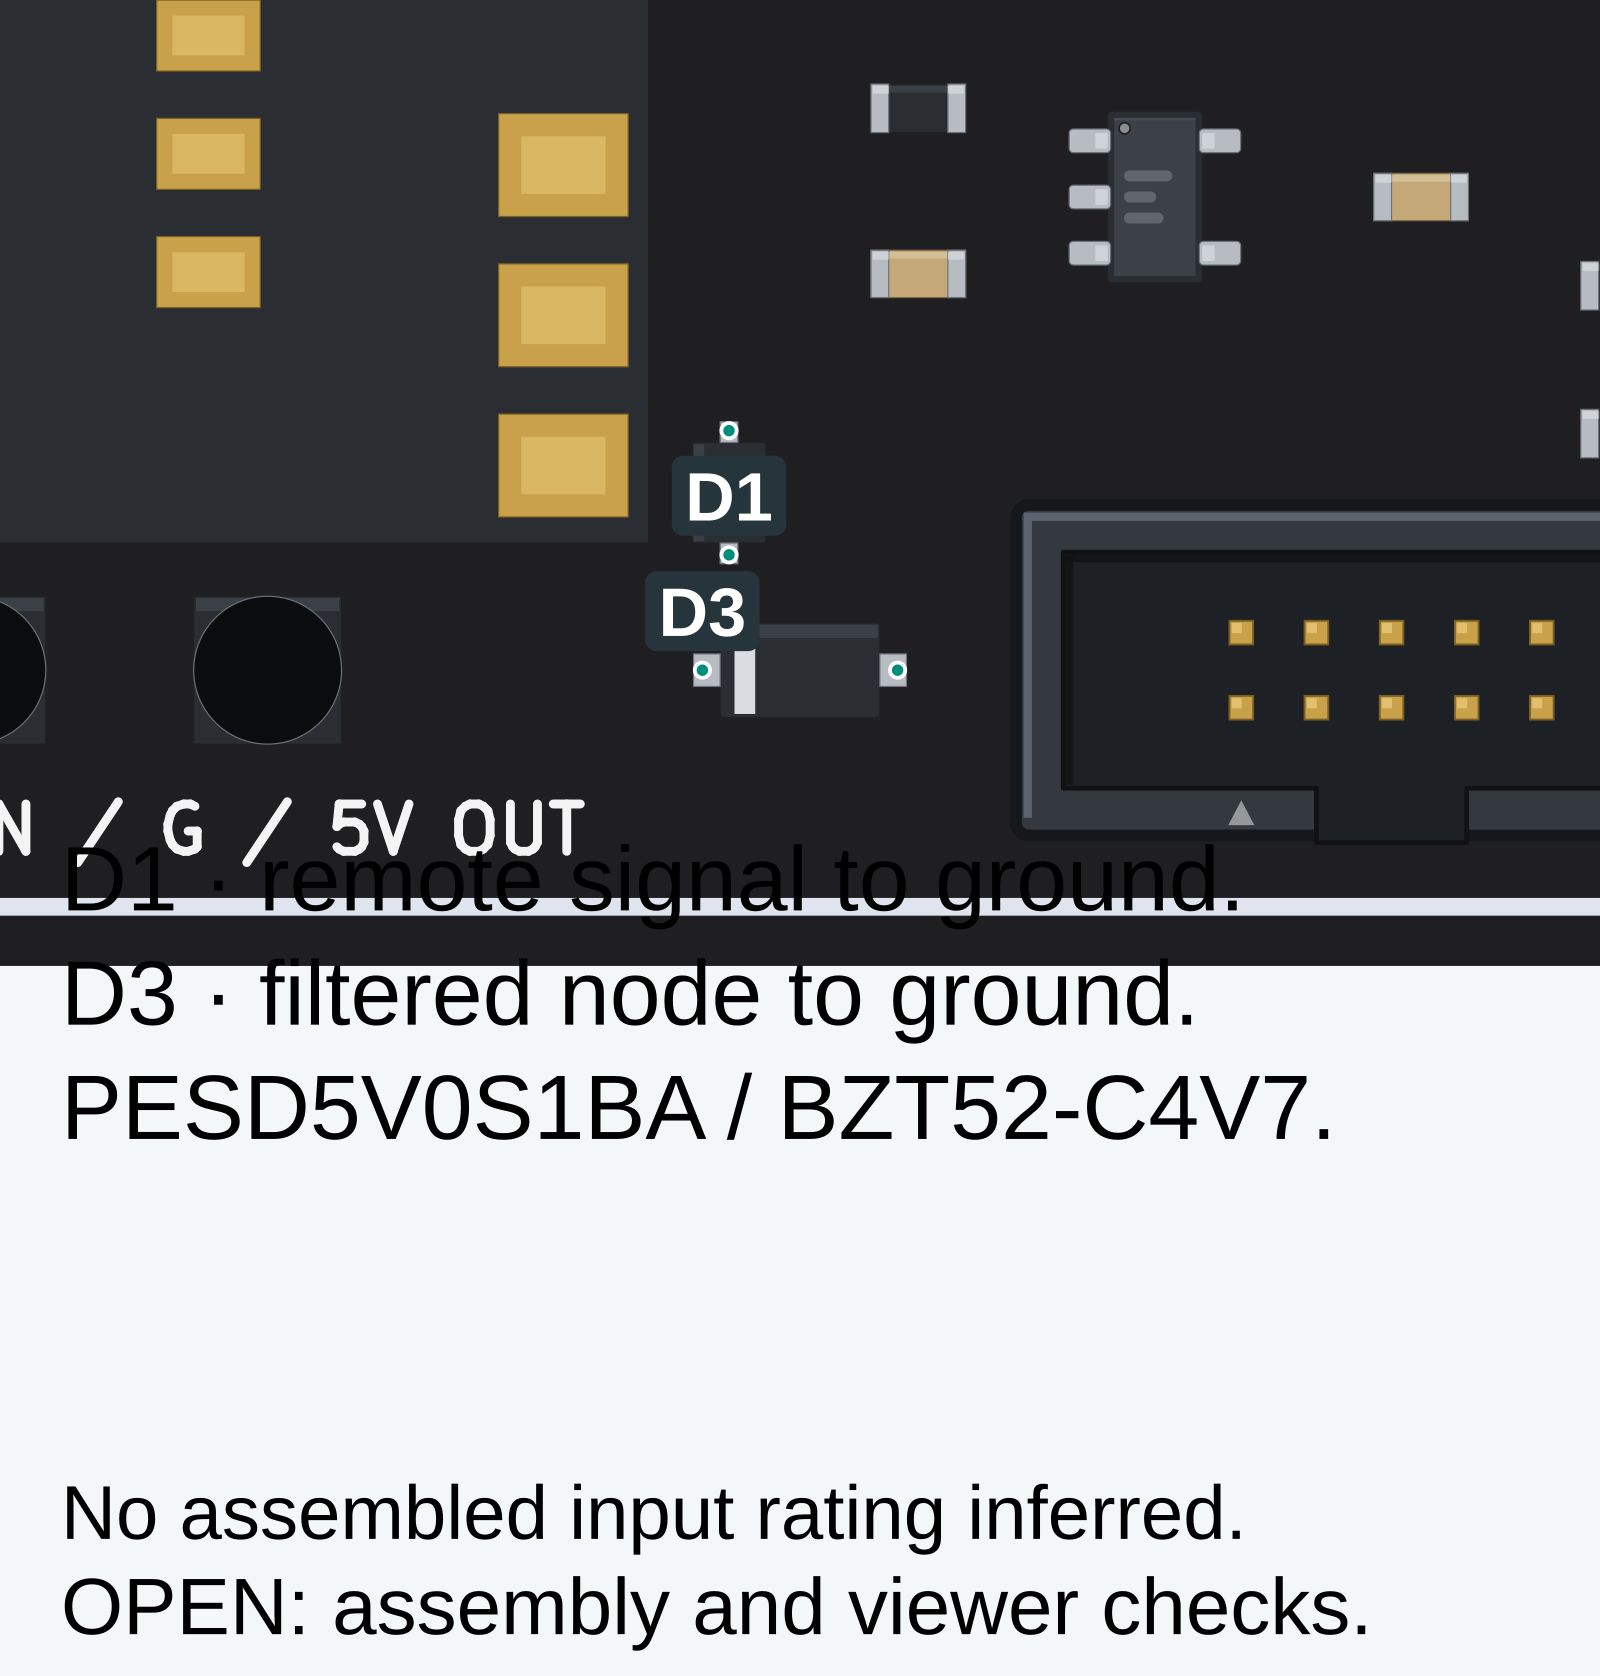 D1
D3
N / G / 5V OUT
D1 · remote signal to ground.
D3 · filtered node to ground.
PESD5V0S1BA / BZT52-C4V7.
No assembled input rating inferred.
OPEN: assembly and viewer checks.